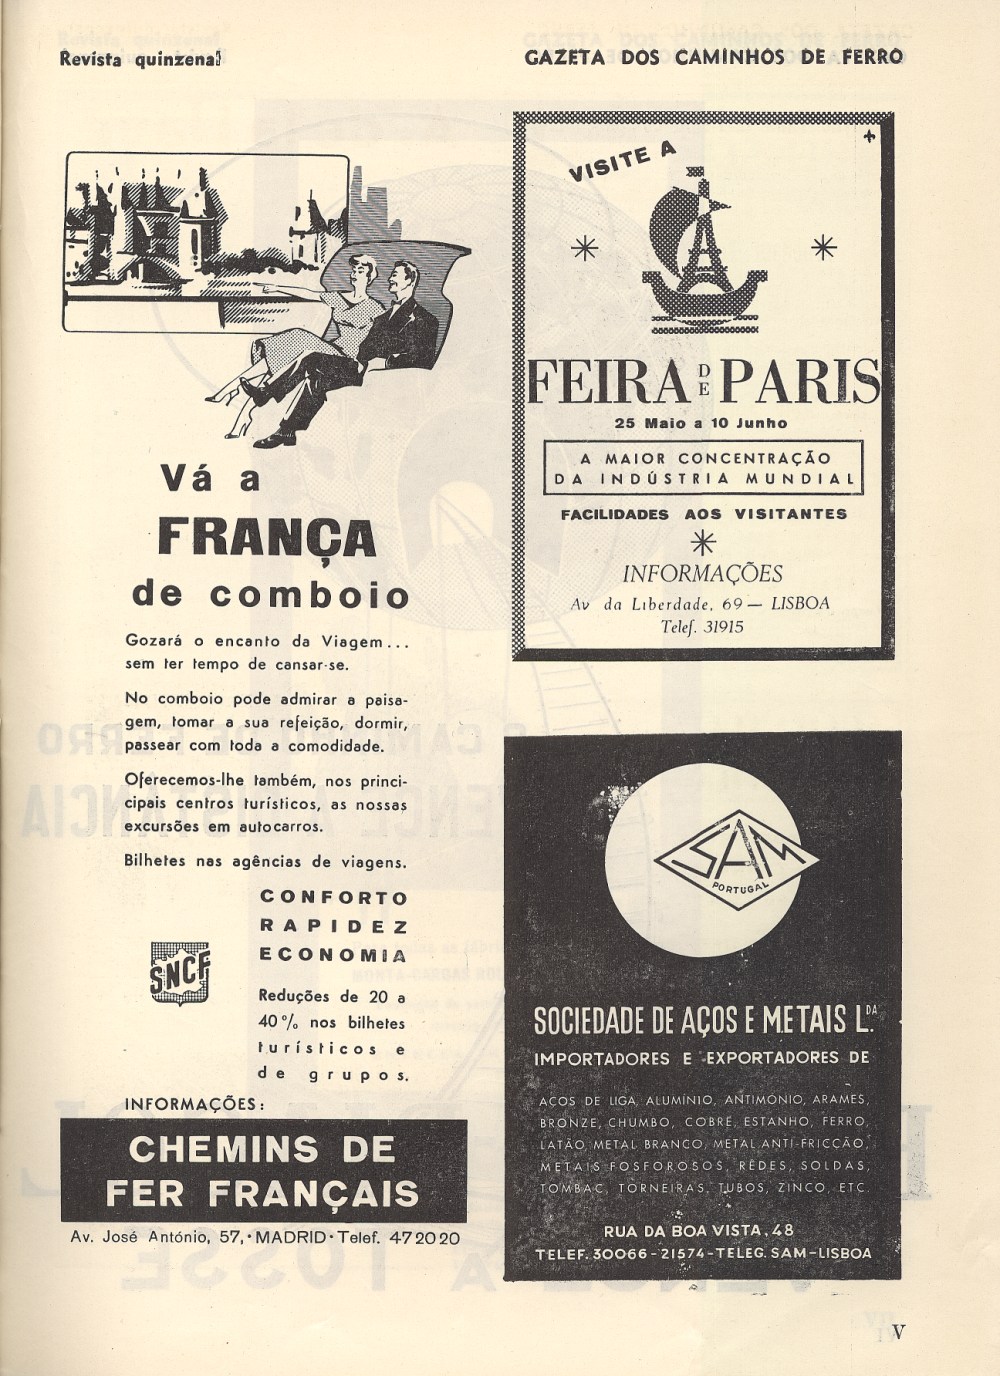 Revista quinzenal
GAZETA DOS CAMINHOS DE FERRO
Vá a
FRANÇA
de comboio
Gozará o encanto da Viagem...
sem ter tempo de cansar-se.
No comboio pode admirar a paisa-
gem, tomar a sua refeição, dormir,
passear com toda a comodidade.
Oferecemos-lhe também, nos princi-
cipais centros turísticos, as nossas
excursões em autocarros.
Bilhetes nas agências de viagens.
CONFORTO
RAPIDEZ
ECONOMIA
SNCF
Reduções de 20 a
40% nos bilhetes
turísticos e
de grupos.
INFORMAÇÕES:
CHEMINS DE
FER FRANÇAIS
Av. José António, 57,·MADRID·Telef. 472020
VISITE A
FEIRA DE PARIS
25 Maio a 10 Junho
A MAIOR CONCENTRAÇÃO
DA INDÚSTRIA MUNDIAL
FACILIDADES AOS VISITANTES
INFORMAÇÕES
Av da Liberdade, 69 — LISBOA
Telef. 31915
SAM
PORTUGAL
SOCIEDADE DE AÇOS E METAIS L.DA
IMPORTADORES E EXPORTADORES DE
AÇOS DE LIGA, ALUMINIO, ANTIMÓNIO, ARAMES,
BRONZE, CHUMBO, COBRE, ESTANHO, FERRO,
LATÃO, METAL BRANCO, METAL ANTI-FRICCÃO,
METAIS FOSFOROSOS, REDES, SOLDAS,
TOMBAC, TORNEIRAS, TUBOS, ZINCO, ETC.
RUA DA BOA VISTA, 48
TELEF. 30066-21574-TELEG. SAM-LISBOA
V